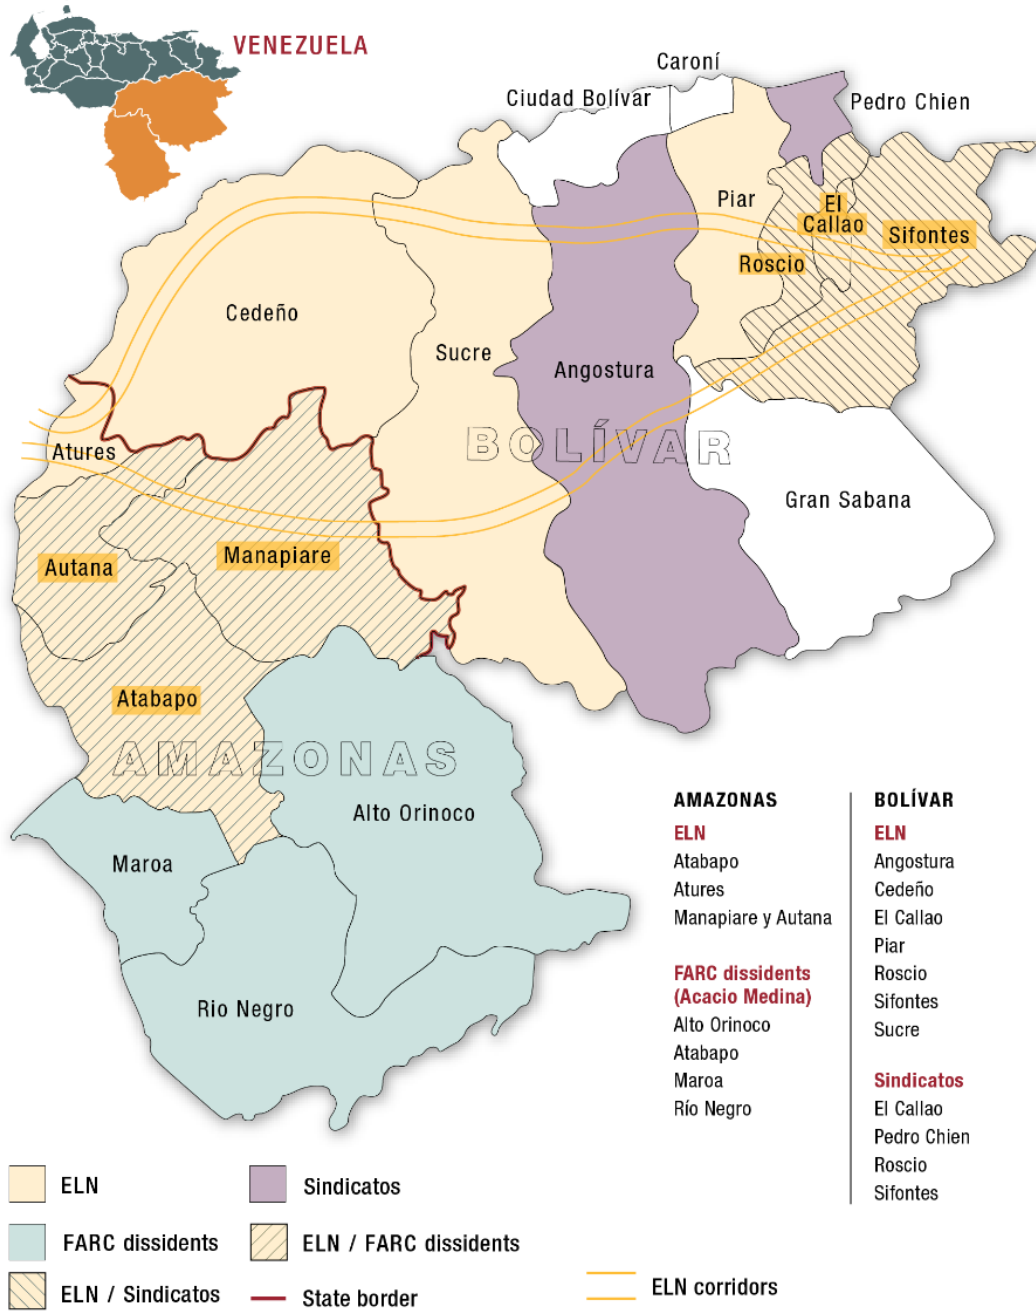 VENEZUELA
Caroní
Ciudad Bolívar
Pedro Chien
Piar
El
Callao
Sifontes
Roscio
Cedeño
Sucre
Angostura
BOLÍVAR
Atures
Gran Sabana
Manapiare
Autana
Atabapo
AMAZONAS
Alto Orinoco
Maroa
Rio Negro
AMAZONAS
ELN
Atabapo
Atures
Manapiare y Autana
FARC dissidents
(Acacio Medina)
Alto Orinoco
Atabapo
Maroa
Río Negro
BOLÍVAR
ELN
Angostura
Cedeño
El Callao
Piar
Roscio
Sifontes
Sucre
Sindicatos
El Callao
Pedro Chien
Roscio
Sifontes
ELN
Sindicatos
FARC dissidents
ELN / FARC dissidents
ELN / Sindicatos
State border
ELN corridors